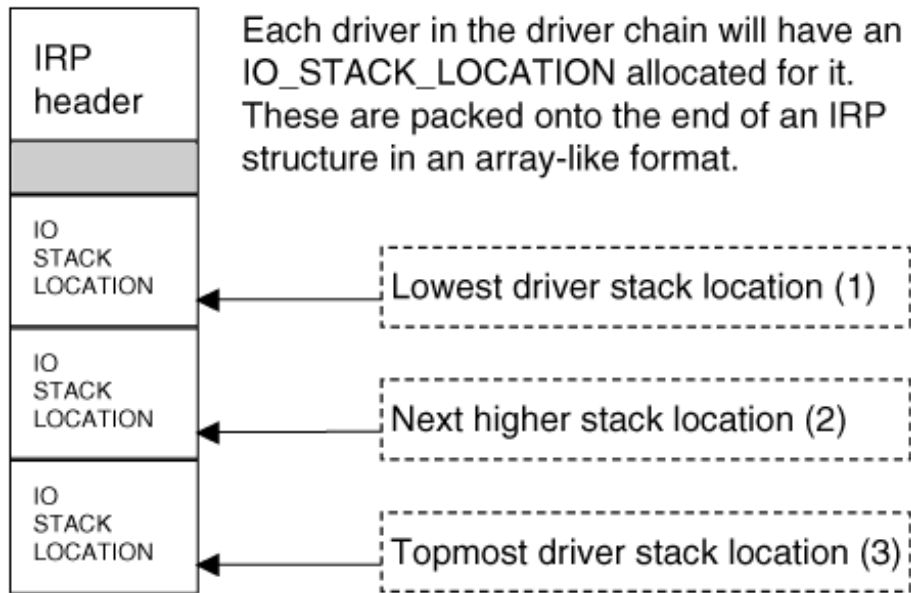 IRP
header
Each driver in the driver chain will have an
IO_STACK_LOCATION allocated for it.
These are packed onto the end of an IRP
structure in an array-like format.
IO
STACK
LOCATION
Lowest driver stack location (1)
IO
STACK
LOCATION
Next higher stack location (2)
IO
STACK
LOCATION
Topmost driver stack location (3)